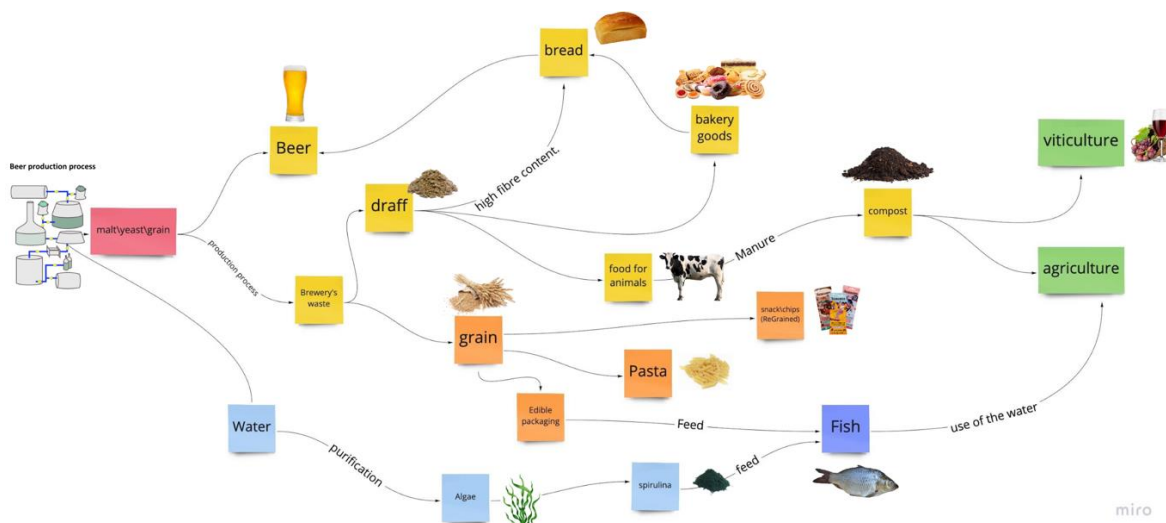 bread
bakery
goods
Beer
viticulture
Beer production process
high fibre content.
draff
compost
malt\yeast\grain
Manure
agriculture
production process
food for
animals
Brewery's
waste
grain
snack\chips
(ReGrained)
Pasta
Edible
packaging
Water
Feed
Fish
use of the water
purification
feed
Algae
spirulina
miro